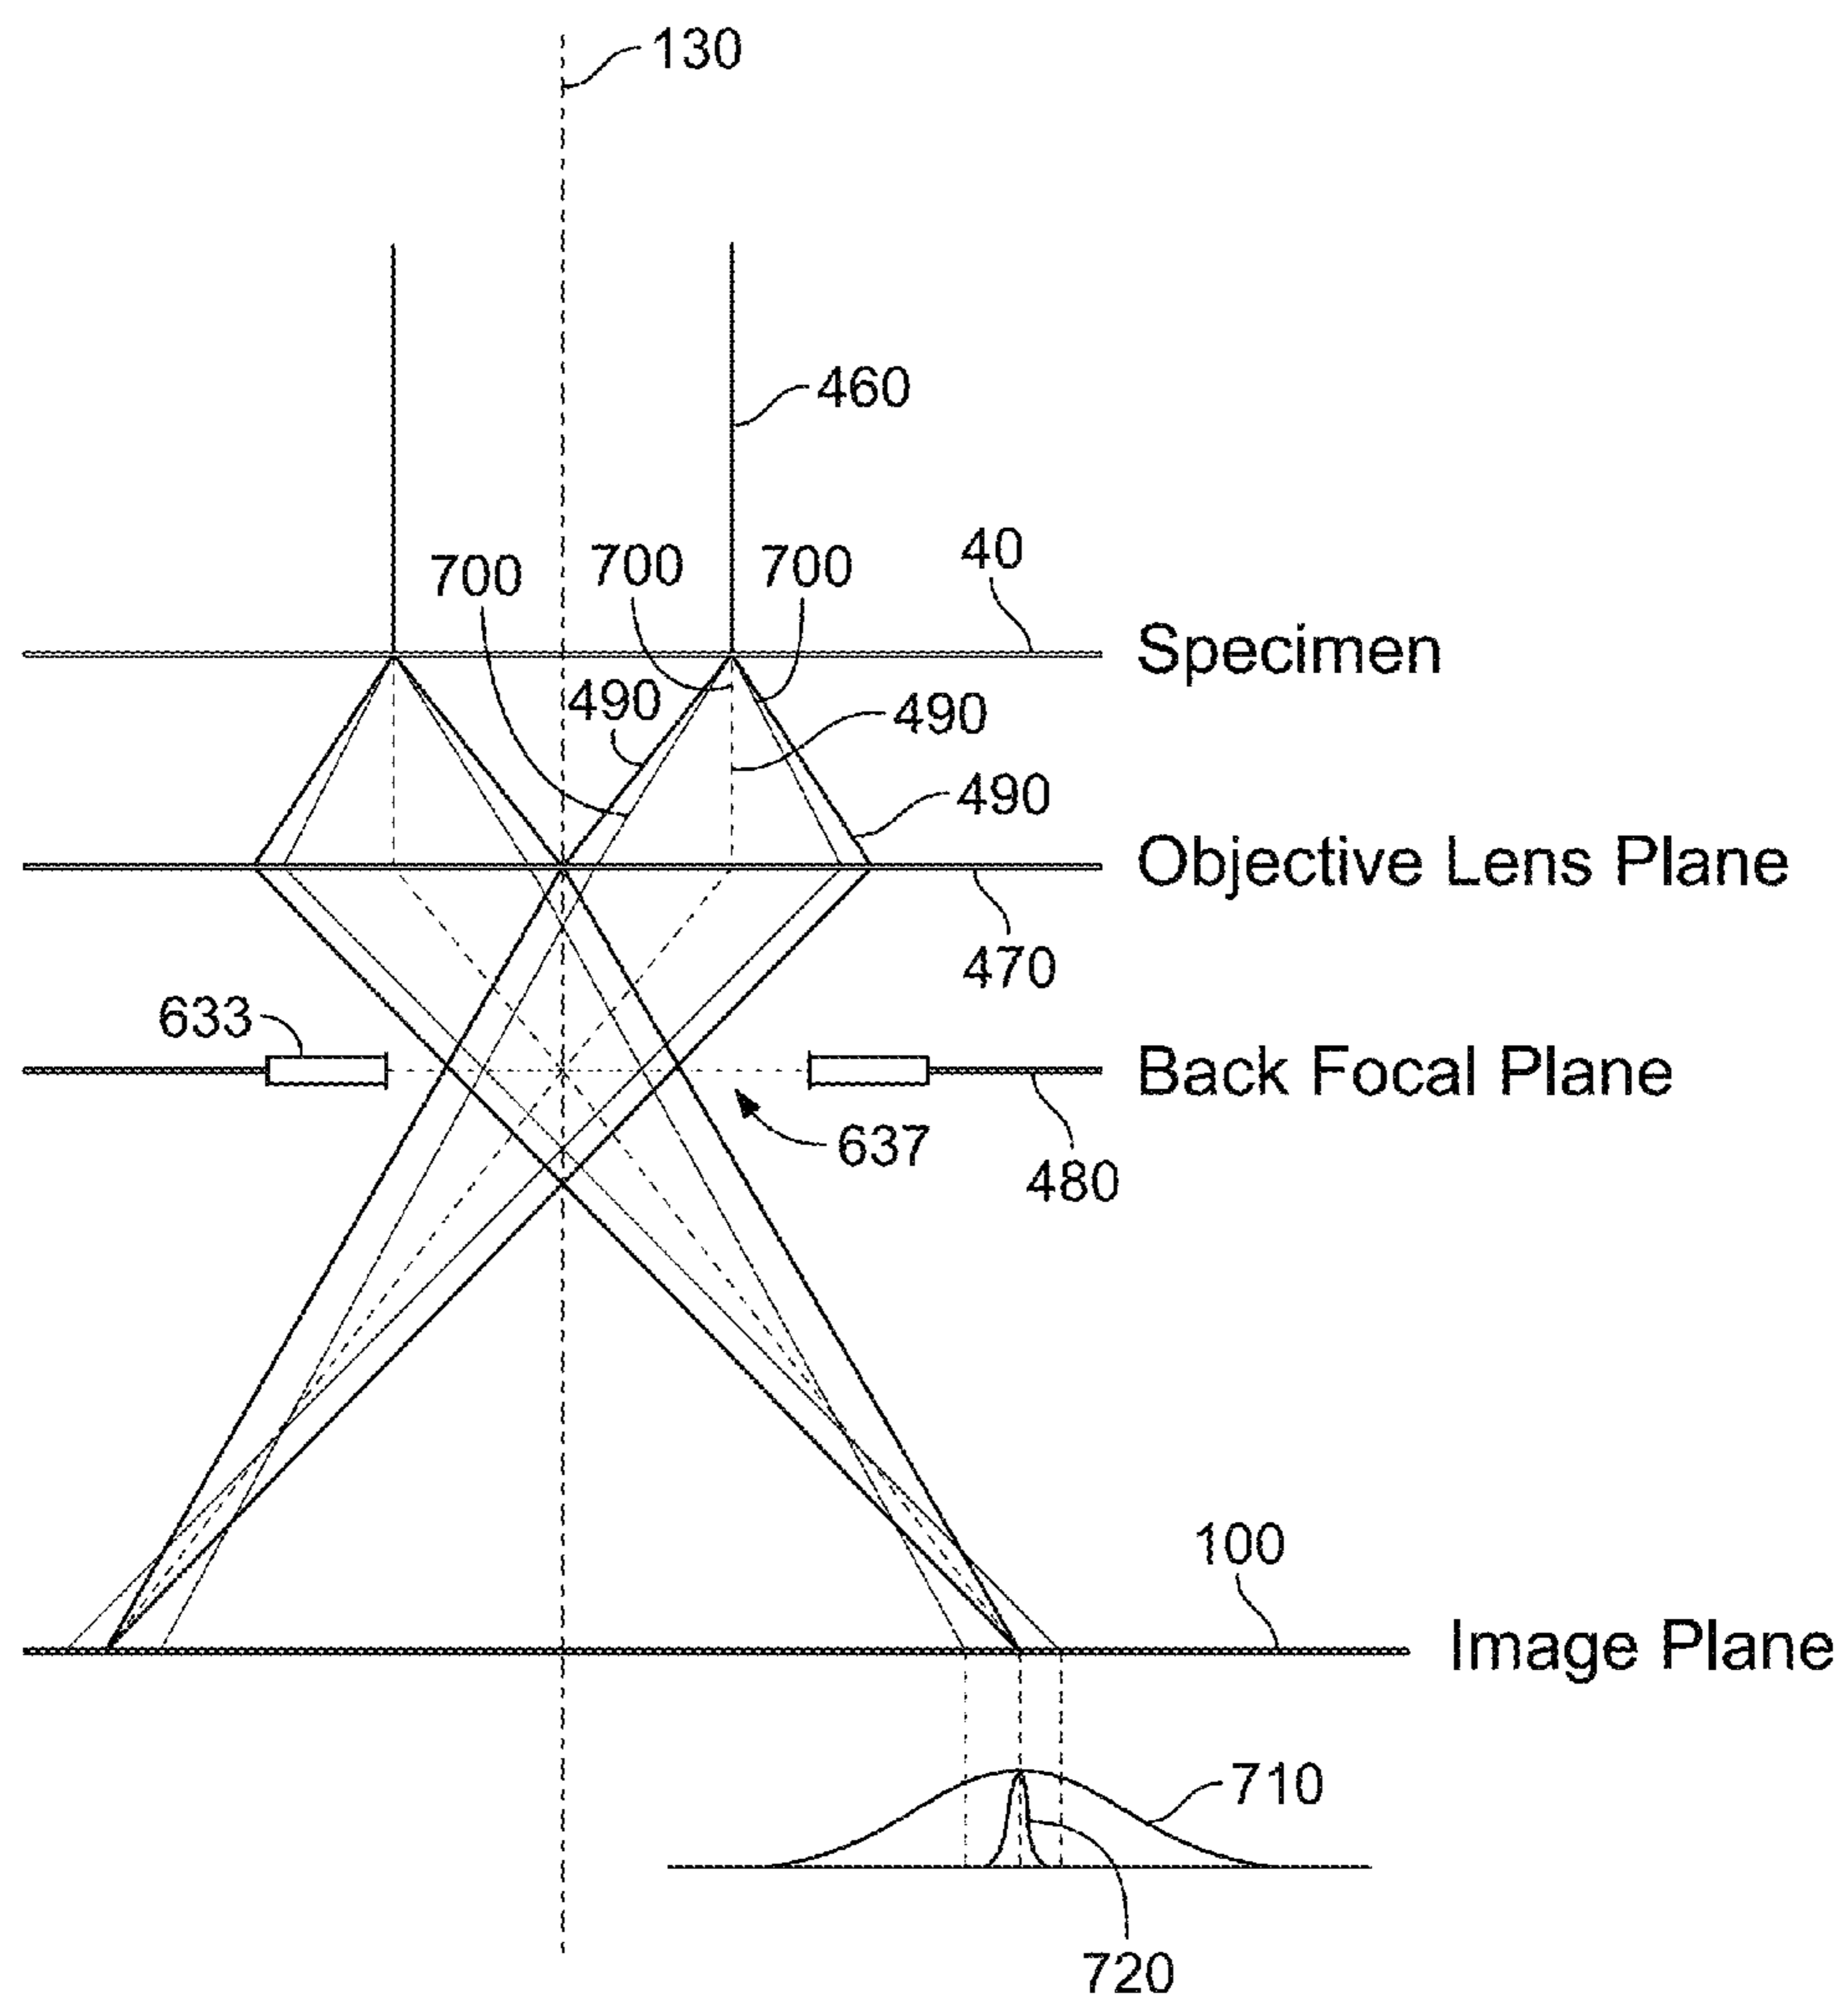 130
460
40
700 700 700
Specimen
490 490
490
Objective Lens Plane
470
633
Back Focal Plane
637
480
100
Image Plane
710
720